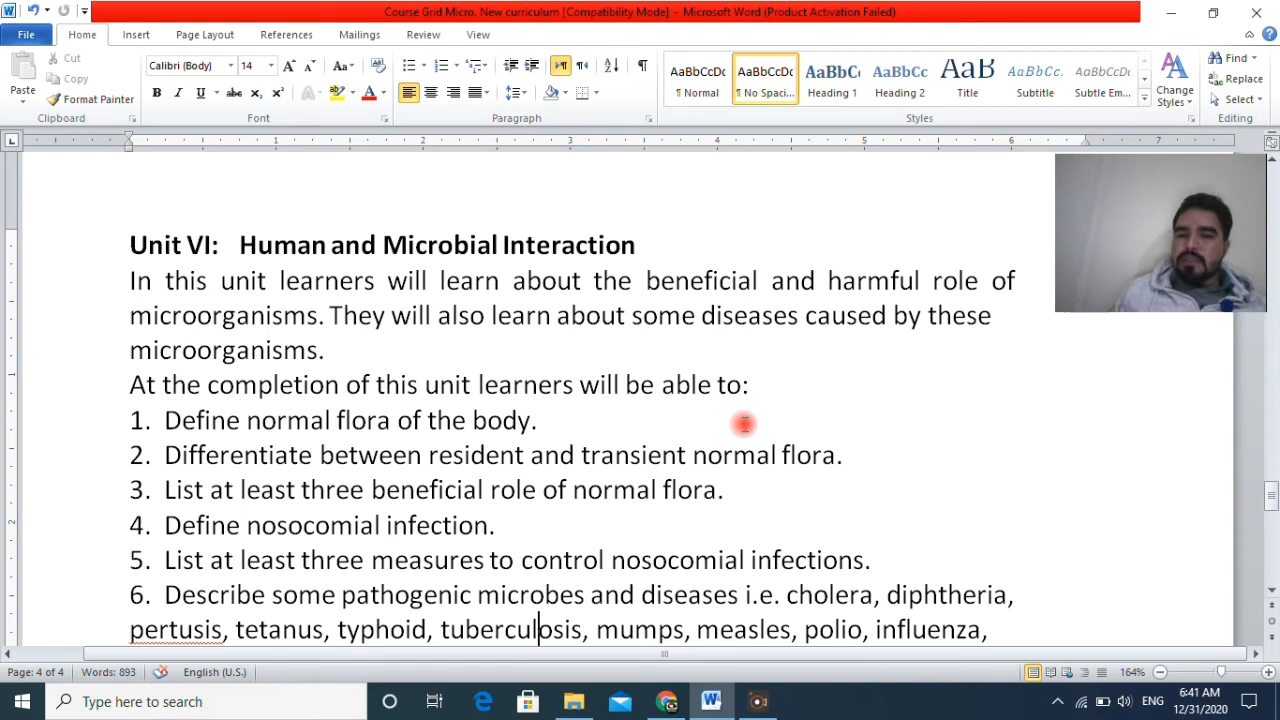 Course Grid Micro. New curriculum [Compatibility Mode] - Microsoft Word (Product Activation Failed)
File Home Insert Page Layout References Mailings Review View
Cut
Copy
Paste
Format Painter
Calibri (Body) 14
AaBbCcDc
¶ Normal
AaBbCcDc
¶ No Spaci...
AaBbC
Heading 1
AaBbCc
Heading 2
AaB
Title
AaBbCc.
Subtitle
AaBbCcDc
Subtle Em...
Change
Styles
Find
Replace
Select
Clipboard Font Paragraph Styles Editing
1 2 3 4 5 6 7
Unit VI: Human and Microbial Interaction
In this unit learners will learn about the beneficial and harmful role of
microorganisms. They will also learn about some diseases caused by these
microorganisms.
At the completion of this unit learners will be able to:
1. Define normal flora of the body.
2. Differentiate between resident and transient normal flora.
3. List at least three beneficial role of normal flora.
4. Define nosocomial infection.
5. List at least three measures to control nosocomial infections.
6. Describe some pathogenic microbes and diseases i.e. cholera, diphtheria,
pertusis, tetanus, typhoid, tuberculosis, mumps, measles, polio, influenza,
Page: 4 of 4 Words: 893 English (U.S.) 164%
Type here to search
ENG
6:41 AM
12/31/2020